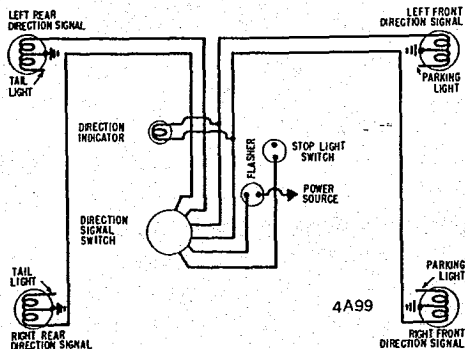 LEFT REAR
DIRECTION SIGNAL
TAIL
LIGHT
LEFT FRONT
DIRECTION SIGNAL
PARKING
LIGHT
DIRECTION
INDICATOR
FLASHER
STOP LIGHT
SWITCH
POWER
SOURCE
DIRECTION
SIGNAL
SWITCH
TAIL
LIGHT
RIGHT REAR
DIRECTION SIGNAL
4A99
PARKING
LIGHT
RIGHT FRONT
DIRECTION SIGNAL